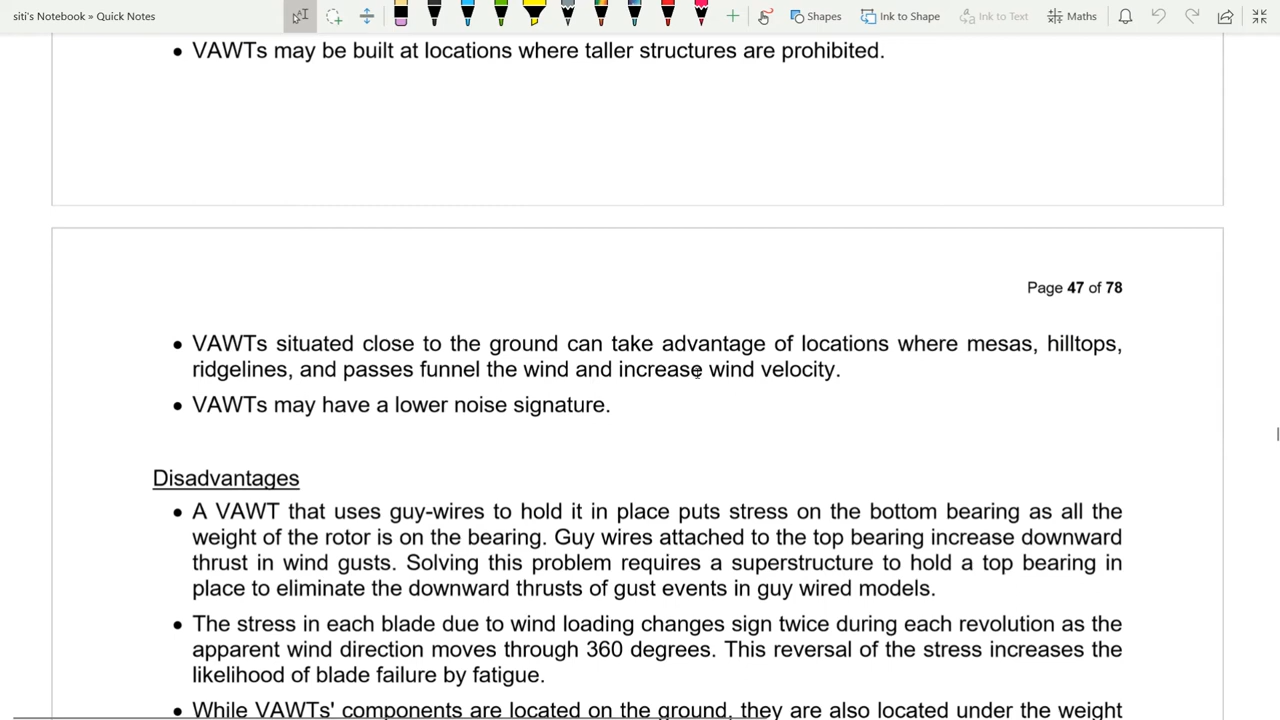 siti's Notebook » Quick Notes
Shapes
Ink to Shape
Ink to Text
Maths
• VAWTs may be built at locations where taller structures are prohibited.
Page 47 of 78
• VAWTs situated close to the ground can take advantage of locations where mesas, hilltops,
ridgelines, and passes funnel the wind and increase wind velocity.
• VAWTs may have a lower noise signature.
Disadvantages
• A VAWT that uses guy-wires to hold it in place puts stress on the bottom bearing as all the
weight of the rotor is on the bearing. Guy wires attached to the top bearing increase downward
thrust in wind gusts. Solving this problem requires a superstructure to hold a top bearing in
place to eliminate the downward thrusts of gust events in guy wired models.
• The stress in each blade due to wind loading changes sign twice during each revolution as the
apparent wind direction moves through 360 degrees. This reversal of the stress increases the
likelihood of blade failure by fatigue.
• While VAWTs' components are located on the ground, they are also located under the weight